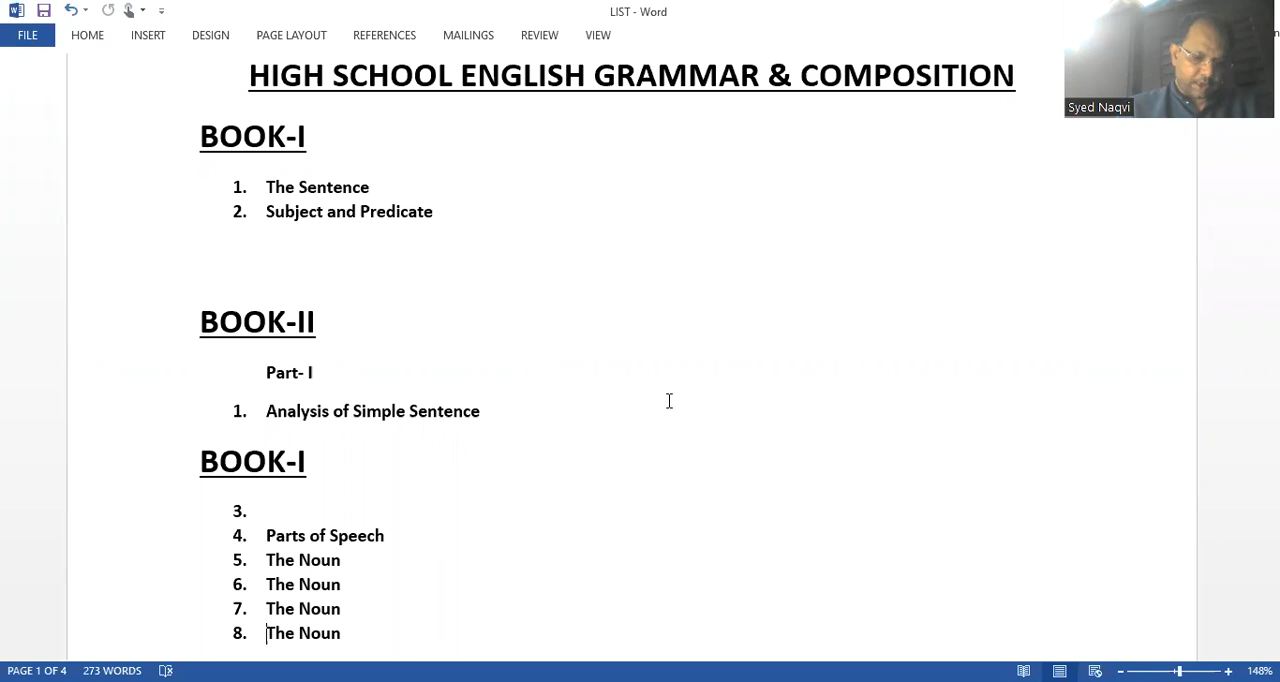 LIST - Word
FILE HOME INSERT DESIGN PAGE LAYOUT REFERENCES MAILINGS REVIEW VIEW
Syed Naqvi
HIGH SCHOOL ENGLISH GRAMMAR & COMPOSITION
BOOK-I
1. The Sentence
2. Subject and Predicate
BOOK-II
Part- I
1. Analysis of Simple Sentence
BOOK-I
3.
4. Parts of Speech
5. The Noun
6. The Noun
7. The Noun
8. The Noun
PAGE 1 OF 4 273 WORDS 148%